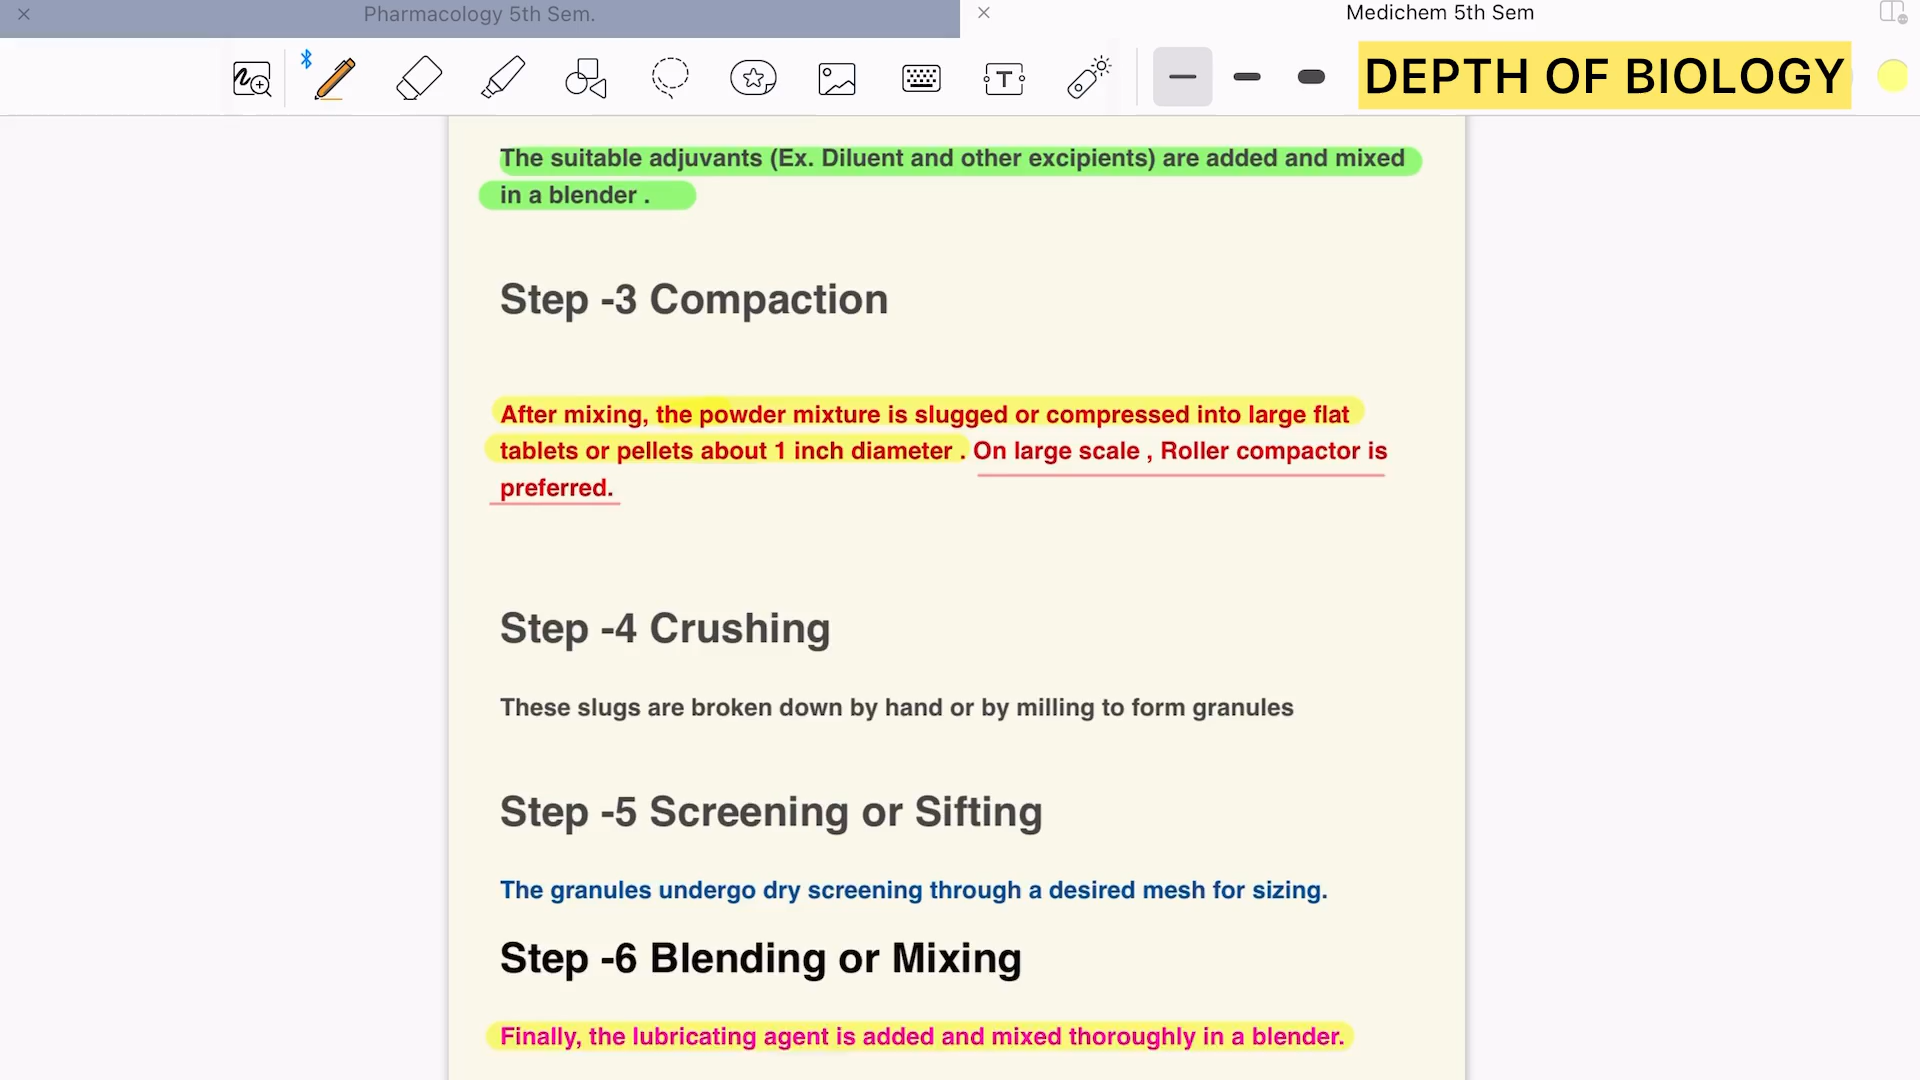 Pharmacology 5th Sem.
Medichem 5th Sem
DEPTH OF BIOLOGY
The suitable adjuvants (Ex. Diluent and other excipients) are added and mixed
in a blender .
Step -3 Compaction
After mixing, the powder mixture is slugged or compressed into large flat
tablets or pellets about 1 inch diameter . On large scale , Roller compactor is
preferred.
Step -4 Crushing
These slugs are broken down by hand or by milling to form granules
Step -5 Screening or Sifting
The granules undergo dry screening through a desired mesh for sizing.
Step -6 Blending or Mixing
Finally, the lubricating agent is added and mixed thoroughly in a blender.